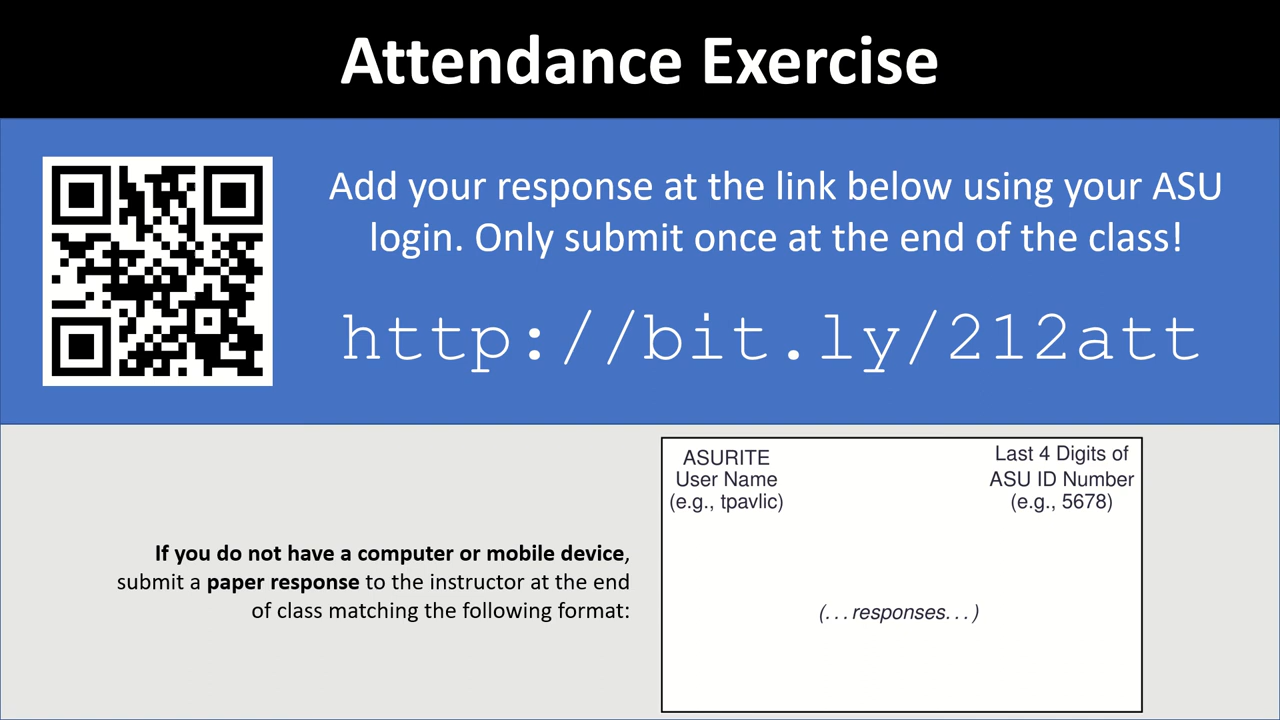 Attendance Exercise
Add your response at the link below using your ASU
login. Only submit once at the end of the class!
http://bit.ly/212att
If you do not have a computer or mobile device,
submit a paper response to the instructor at the end
of class matching the following format:
ASURITE
User Name
(e.g., tpavlic)
Last 4 Digits of
ASU ID Number
(e.g., 5678)
(...responses...)